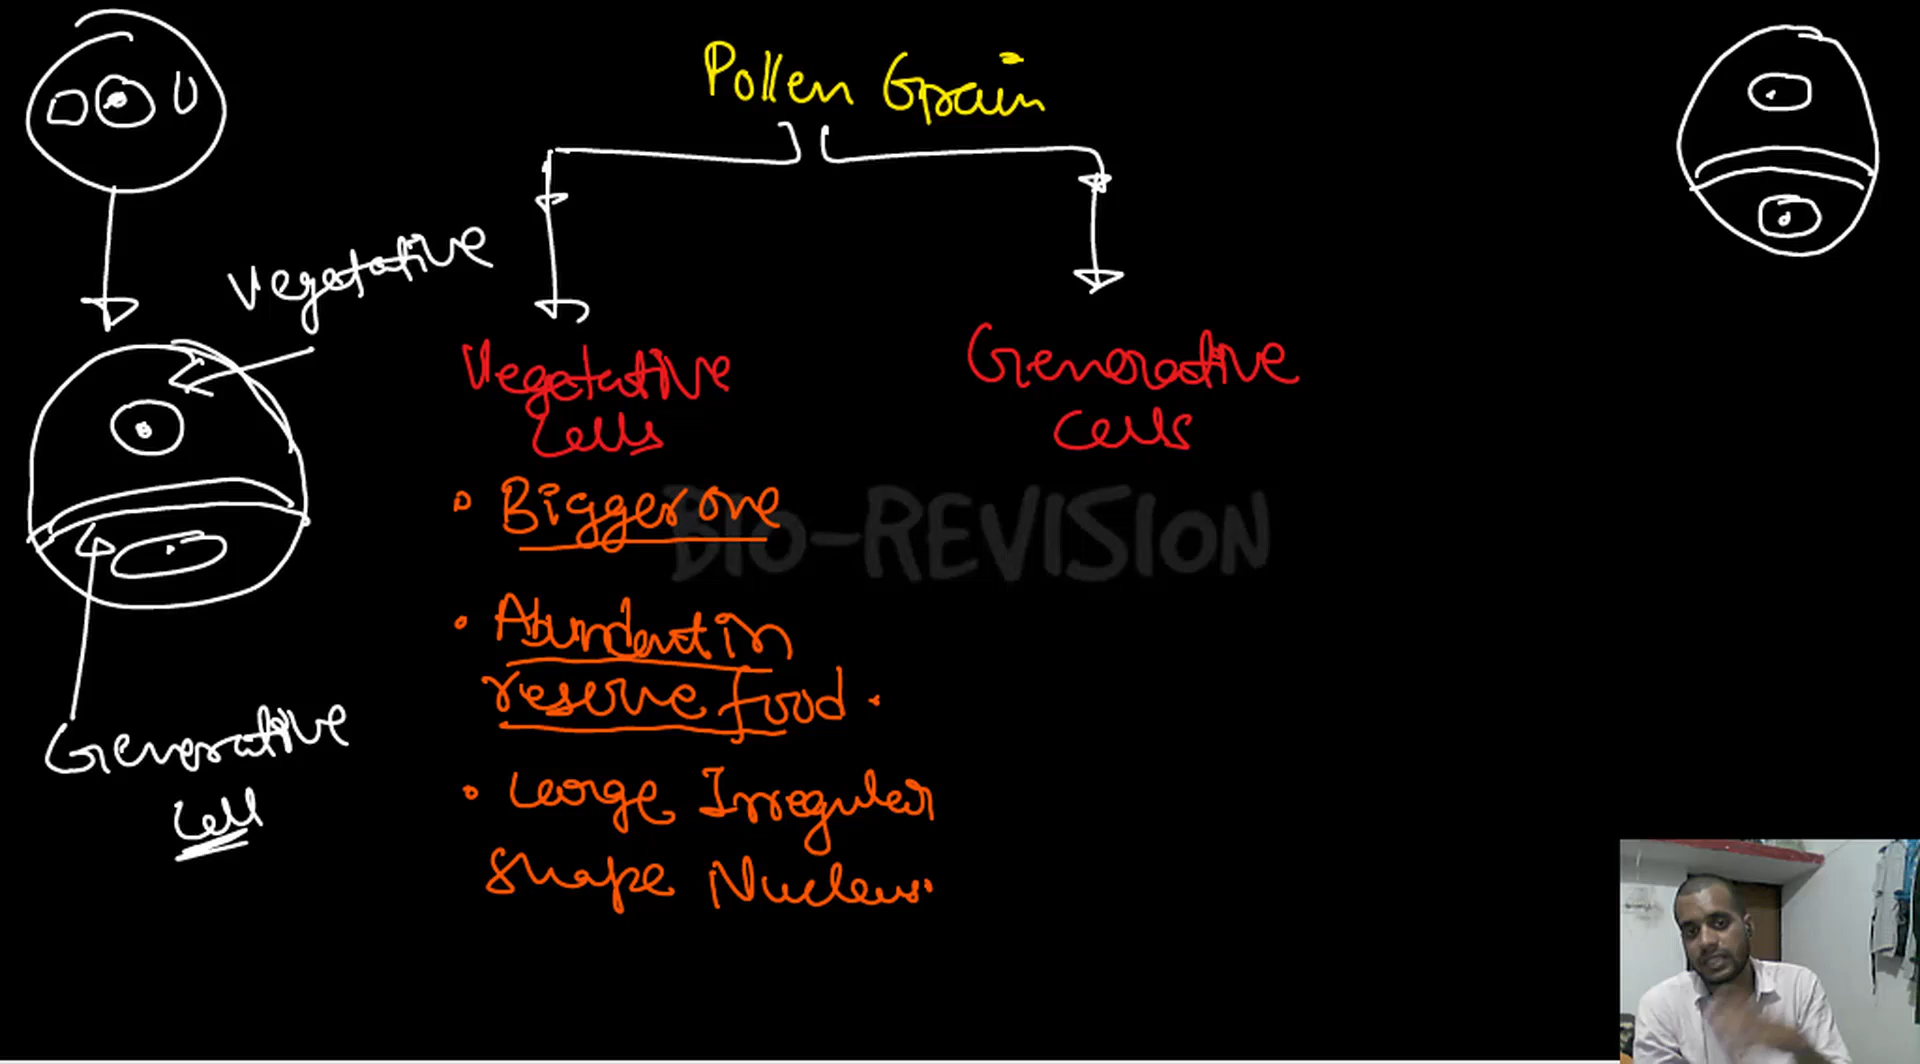 Pollen Grain
Vegetative
Vegetative
Cells
Generative
Cells
• Bigger one
BIO-REVISION
• Abundant in
reserve food.
Generative
Cell
• Large Irregular
Shape Nucleus.